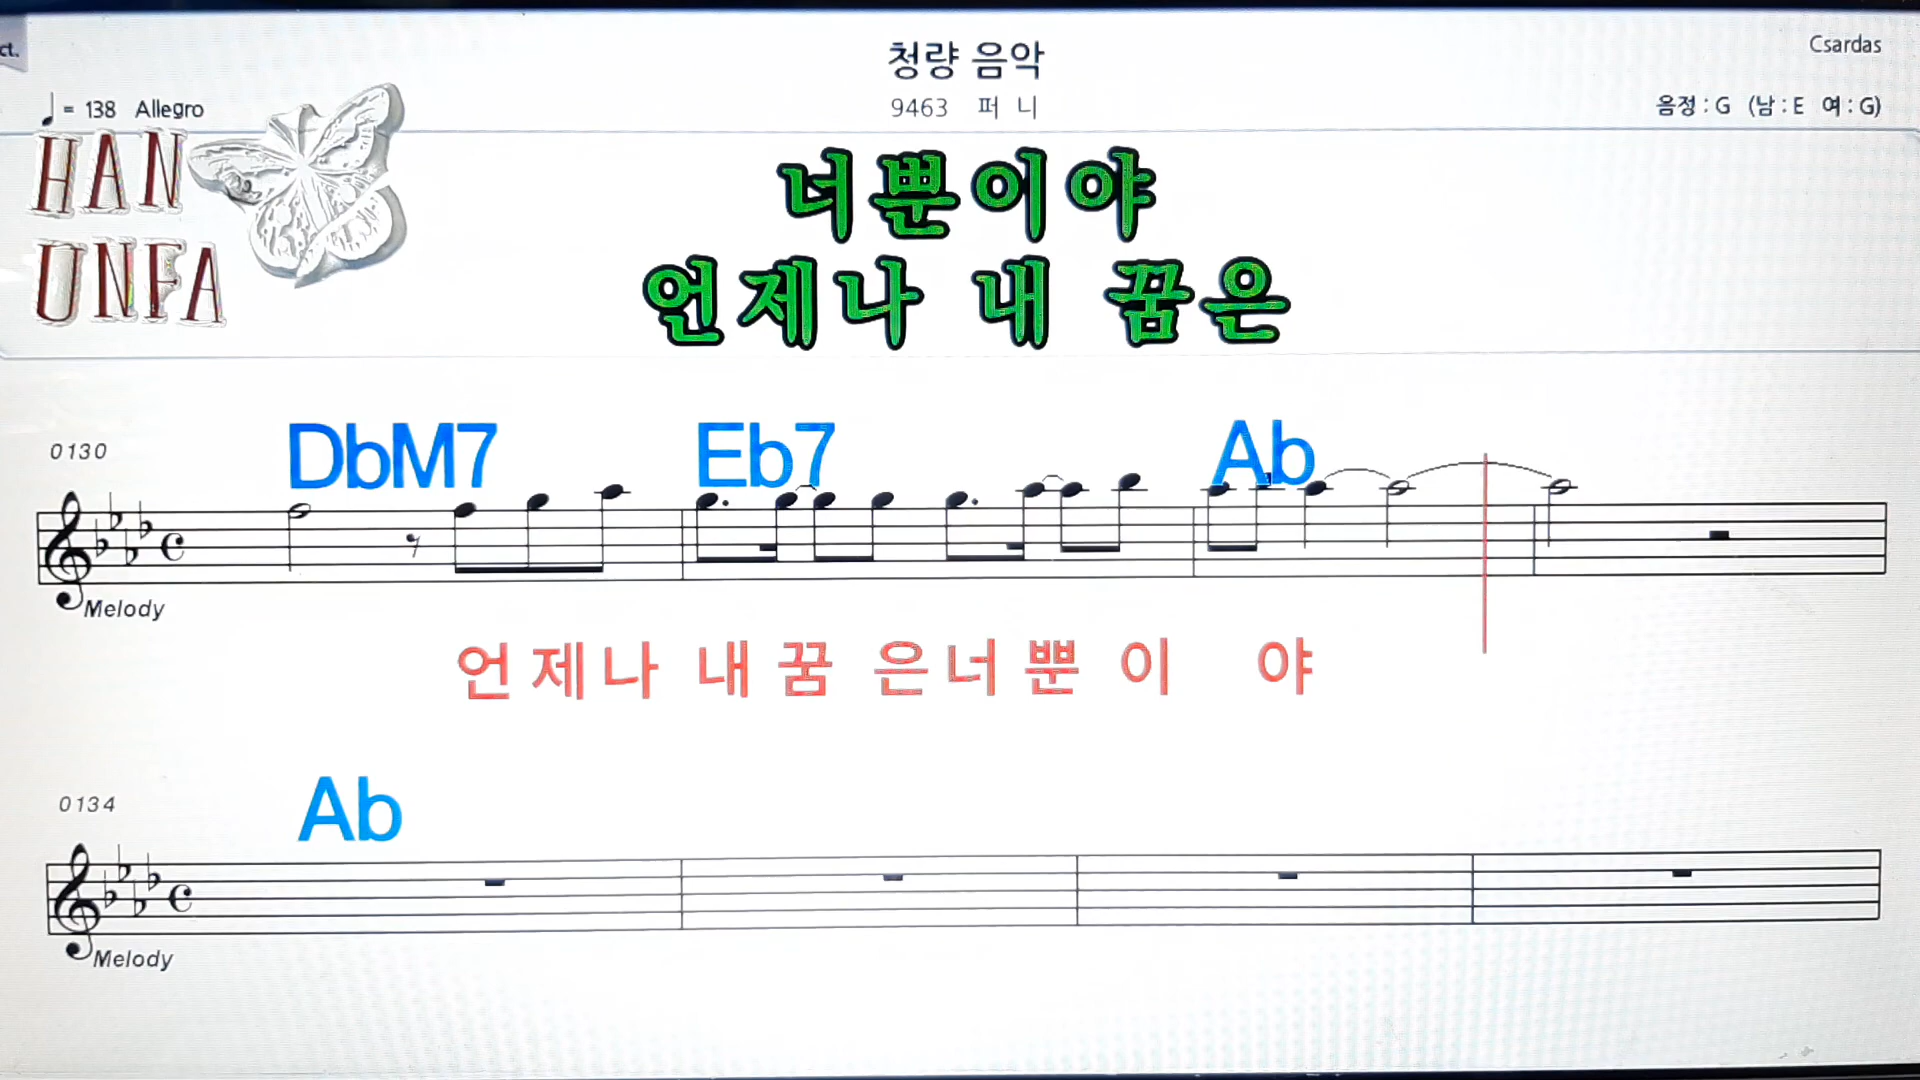 ct.
청량 음악
Csardas
= 138 Allegro
9463 퍼 니
음정 : G (남 : E 여 : G)
HAN
UNFA
너뿐이야
언제나 내 꿈은
0130
DbM7 Eb7 Ab
Melody
언 제 나 내 꿈 은 너 뿐 이 야
0134
Ab
Melody